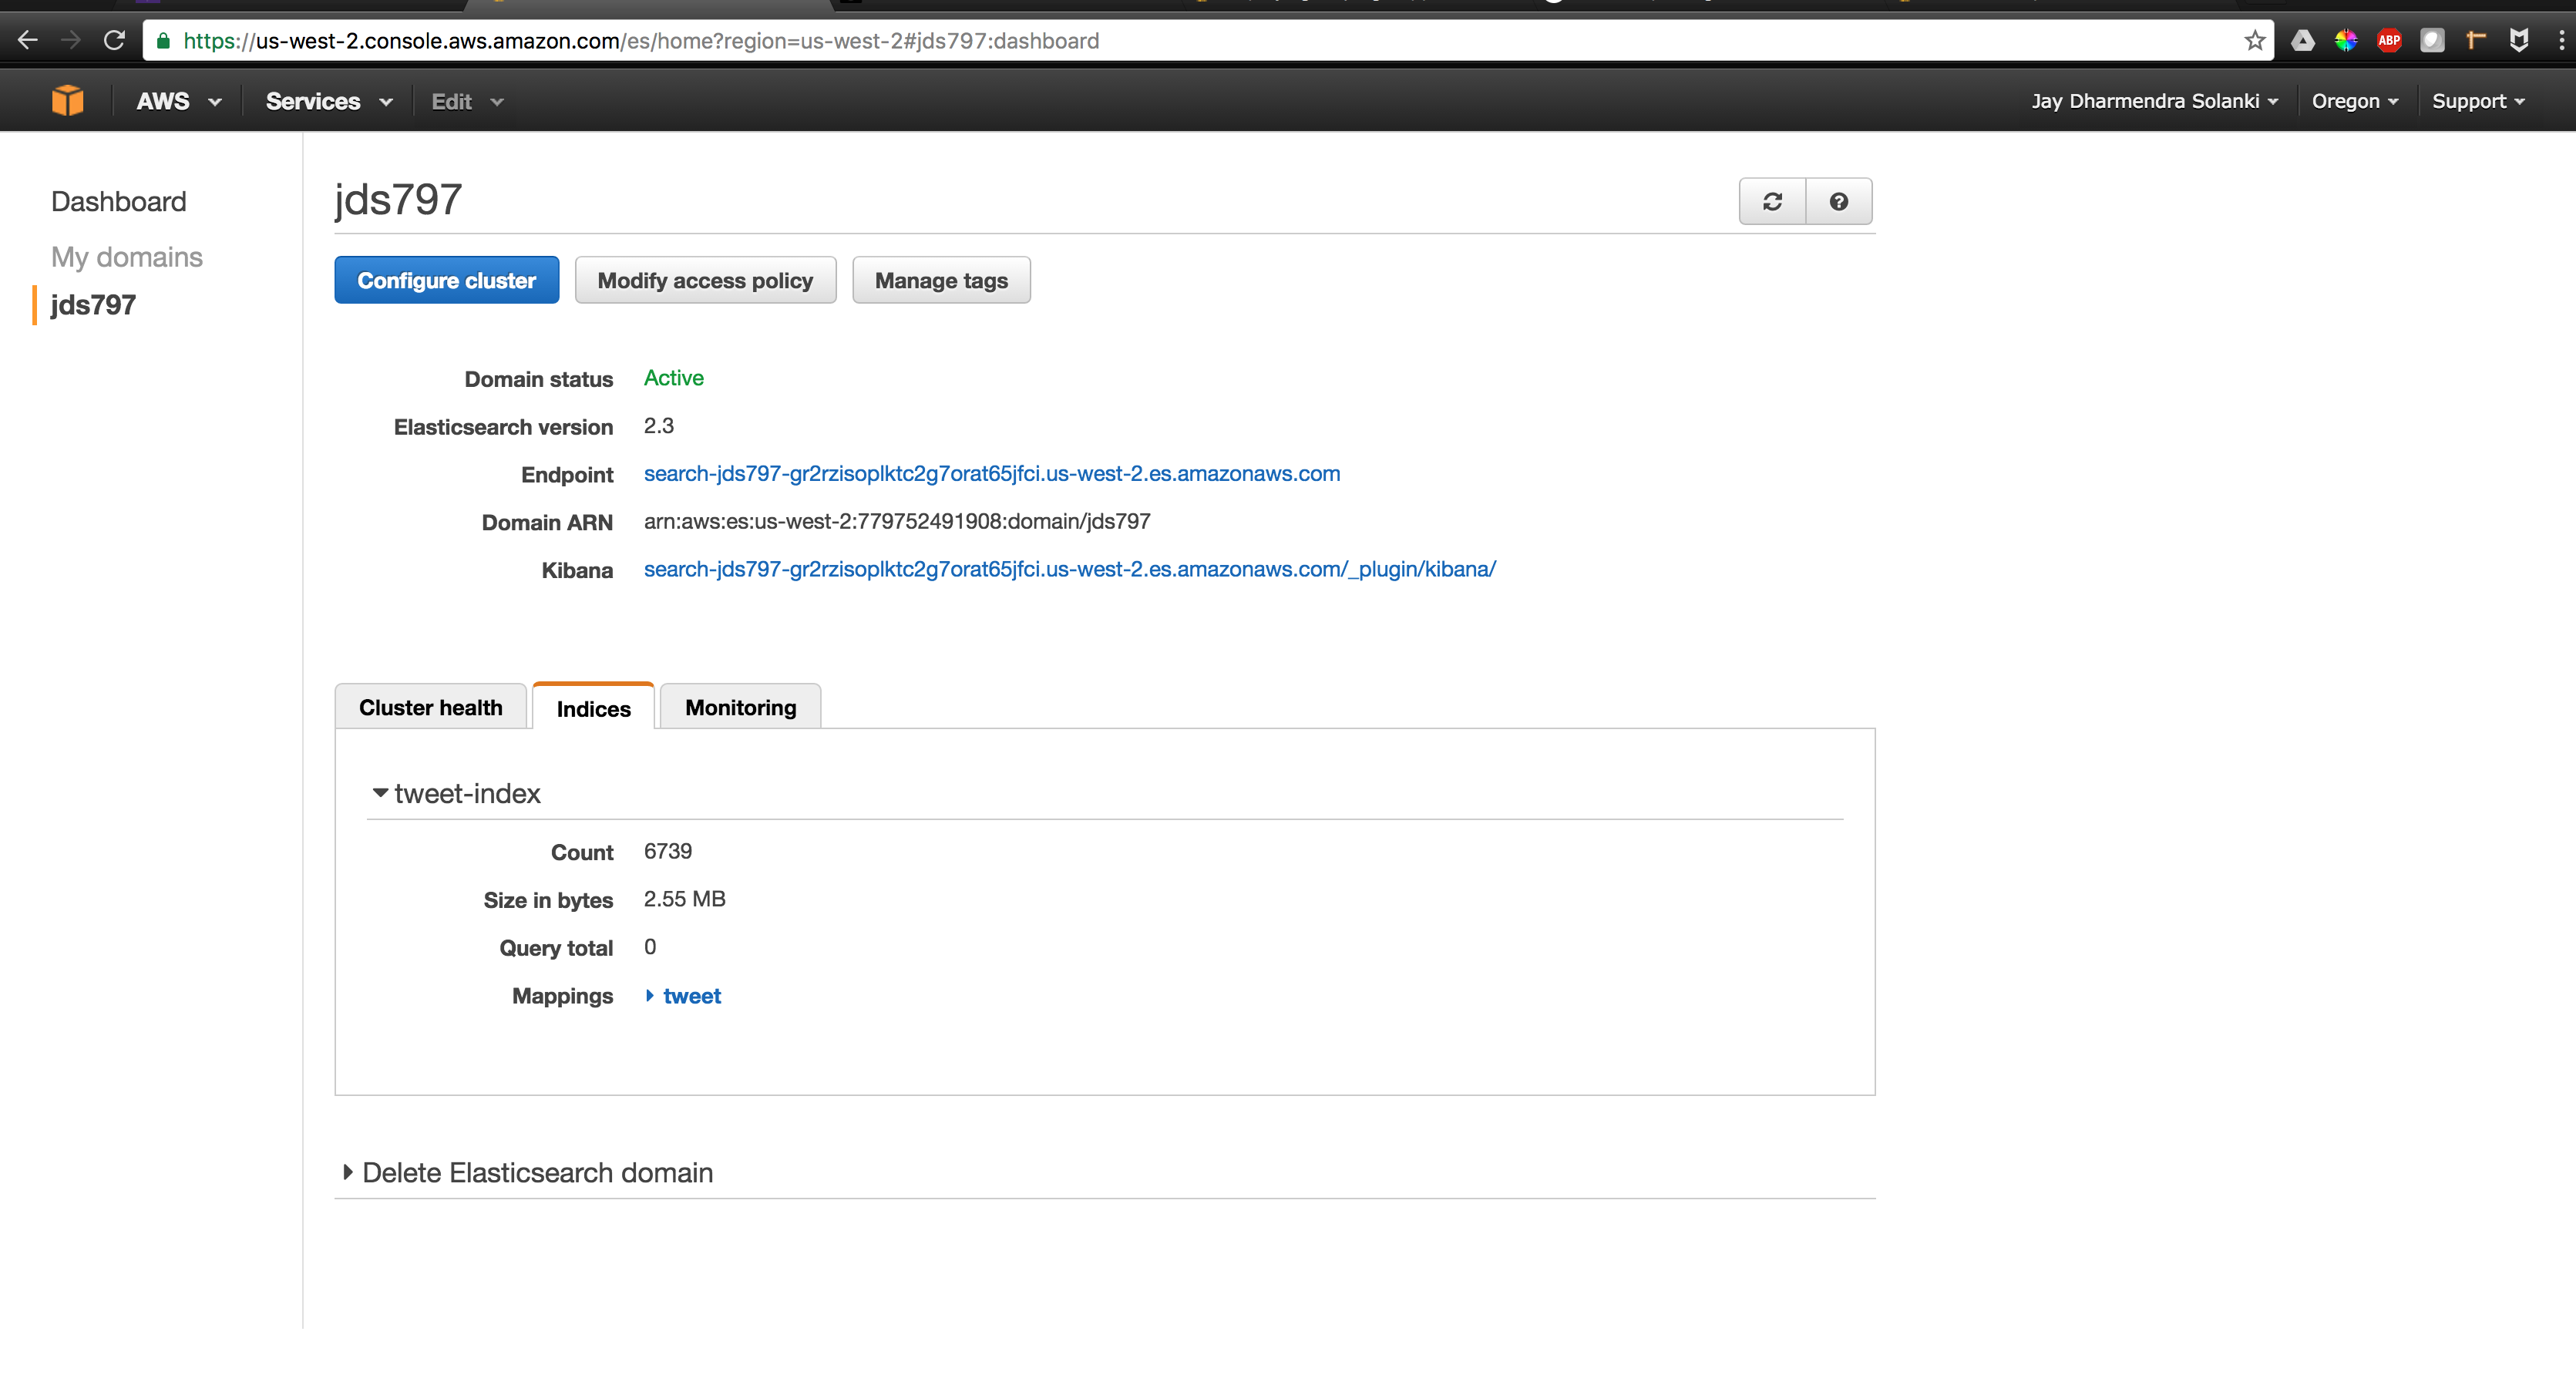 https://us-west-2.console.aws.amazon.com/es/home?region=us-west-2#jds797:dashboard
ABP
AWS Services Edit Jay Dharmendra Solanki Oregon Support
Dashboard
My domains
jds797
jds797
Configure cluster Modify access policy Manage tags
Domain status Active
Elasticsearch version 2.3
Endpoint search-jds797-gr2rzisoplktc2g7orat65jfci.us-west-2.es.amazonaws.com
Domain ARN arn:aws:es:us-west-2:779752491908:domain/jds797
Kibana search-jds797-gr2rzisoplktc2g7orat65jfci.us-west-2.es.amazonaws.com/_plugin/kibana/
Cluster health Indices Monitoring
tweet-index
Count 6739
Size in bytes 2.55 MB
Query total 0
Mappings tweet
Delete Elasticsearch domain